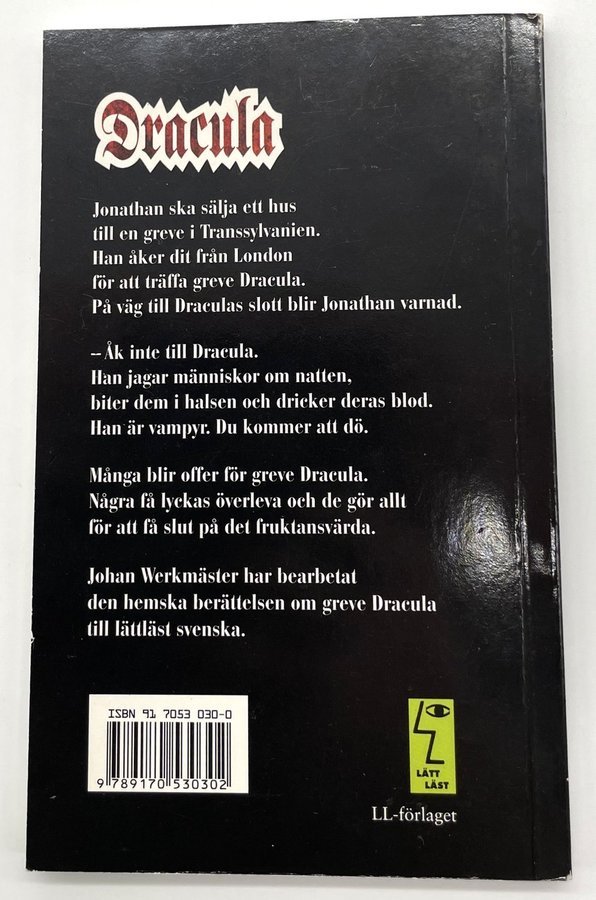 Dracula
Jonathan ska sälja ett hus
till en greve i Transsylvanien.
Han åker dit från London
för att träffa greve Dracula.
På väg till Draculas slott blir Jonathan varnad.
– Åk inte till Dracula.
Han jagar människor om natten,
biter dem i halsen och dricker deras blod.
Han är vampyr. Du kommer att dö.
Många blir offer för greve Dracula.
Några få lyckas överleva och de gör allt
för att få slut på det fruktansvärda.
Johan Werkmäster har bearbetat
den hemska berättelsen om greve Dracula
till lättläst svenska.
ISBN 91 7053 030-0
9 789170 530302
LÄTT
LÄST
LL-förlaget